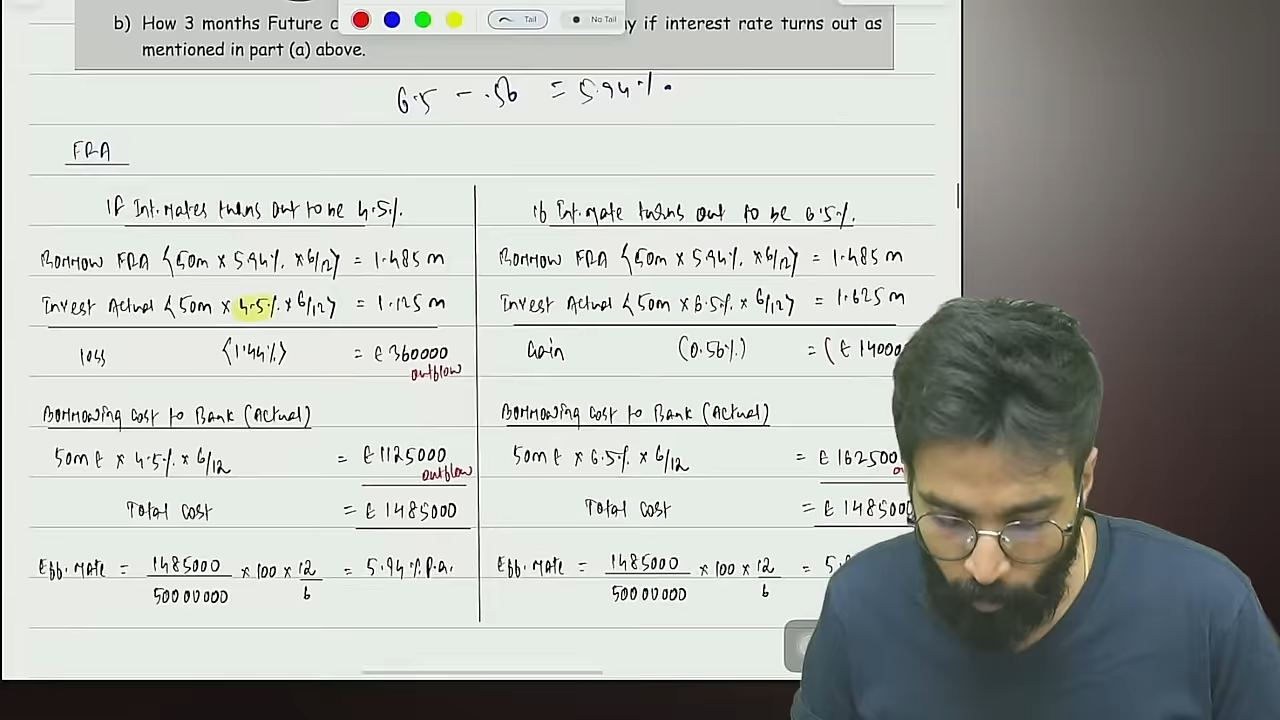 b) How 3 months Future c
y if interest rate turns out as
mentioned in part (a) above.
Tail
No Tail
6.5 - .56 = 5.94%.
FRA
If Int. rates turns out to be 4.5%.
Borrow FRA {50m x 5.94% x 6/12} = 1.485 m
Invest Actual {50m x 4.5% x 6/12} = 1.125 m
loss {1.44%} = € 360000
outflow
Borrowing Cost to Bank (Actual)
50m € x 4.5% x 6/12 = € 1125000
outflow
Total Cost = € 1485000
Eff. rate = 1485000/50000000 x 100 x 12/6 = 5.94% p.a.
If Int. rate turns out to be 6.5%.
Borrow FRA {50m x 5.94% x 6/12} = 1.485 m
Invest Actual {50m x 6.5% x 6/12} = 1.625 m
Gain (0.56%) = (€ 14000
Borrowing Cost to Bank (Actual)
50m € x 6.5% x 6/12 = € 162500
Total Cost = € 1485000
Eff. rate = 1485000/50000000 x 100 x 12/6 = 5.